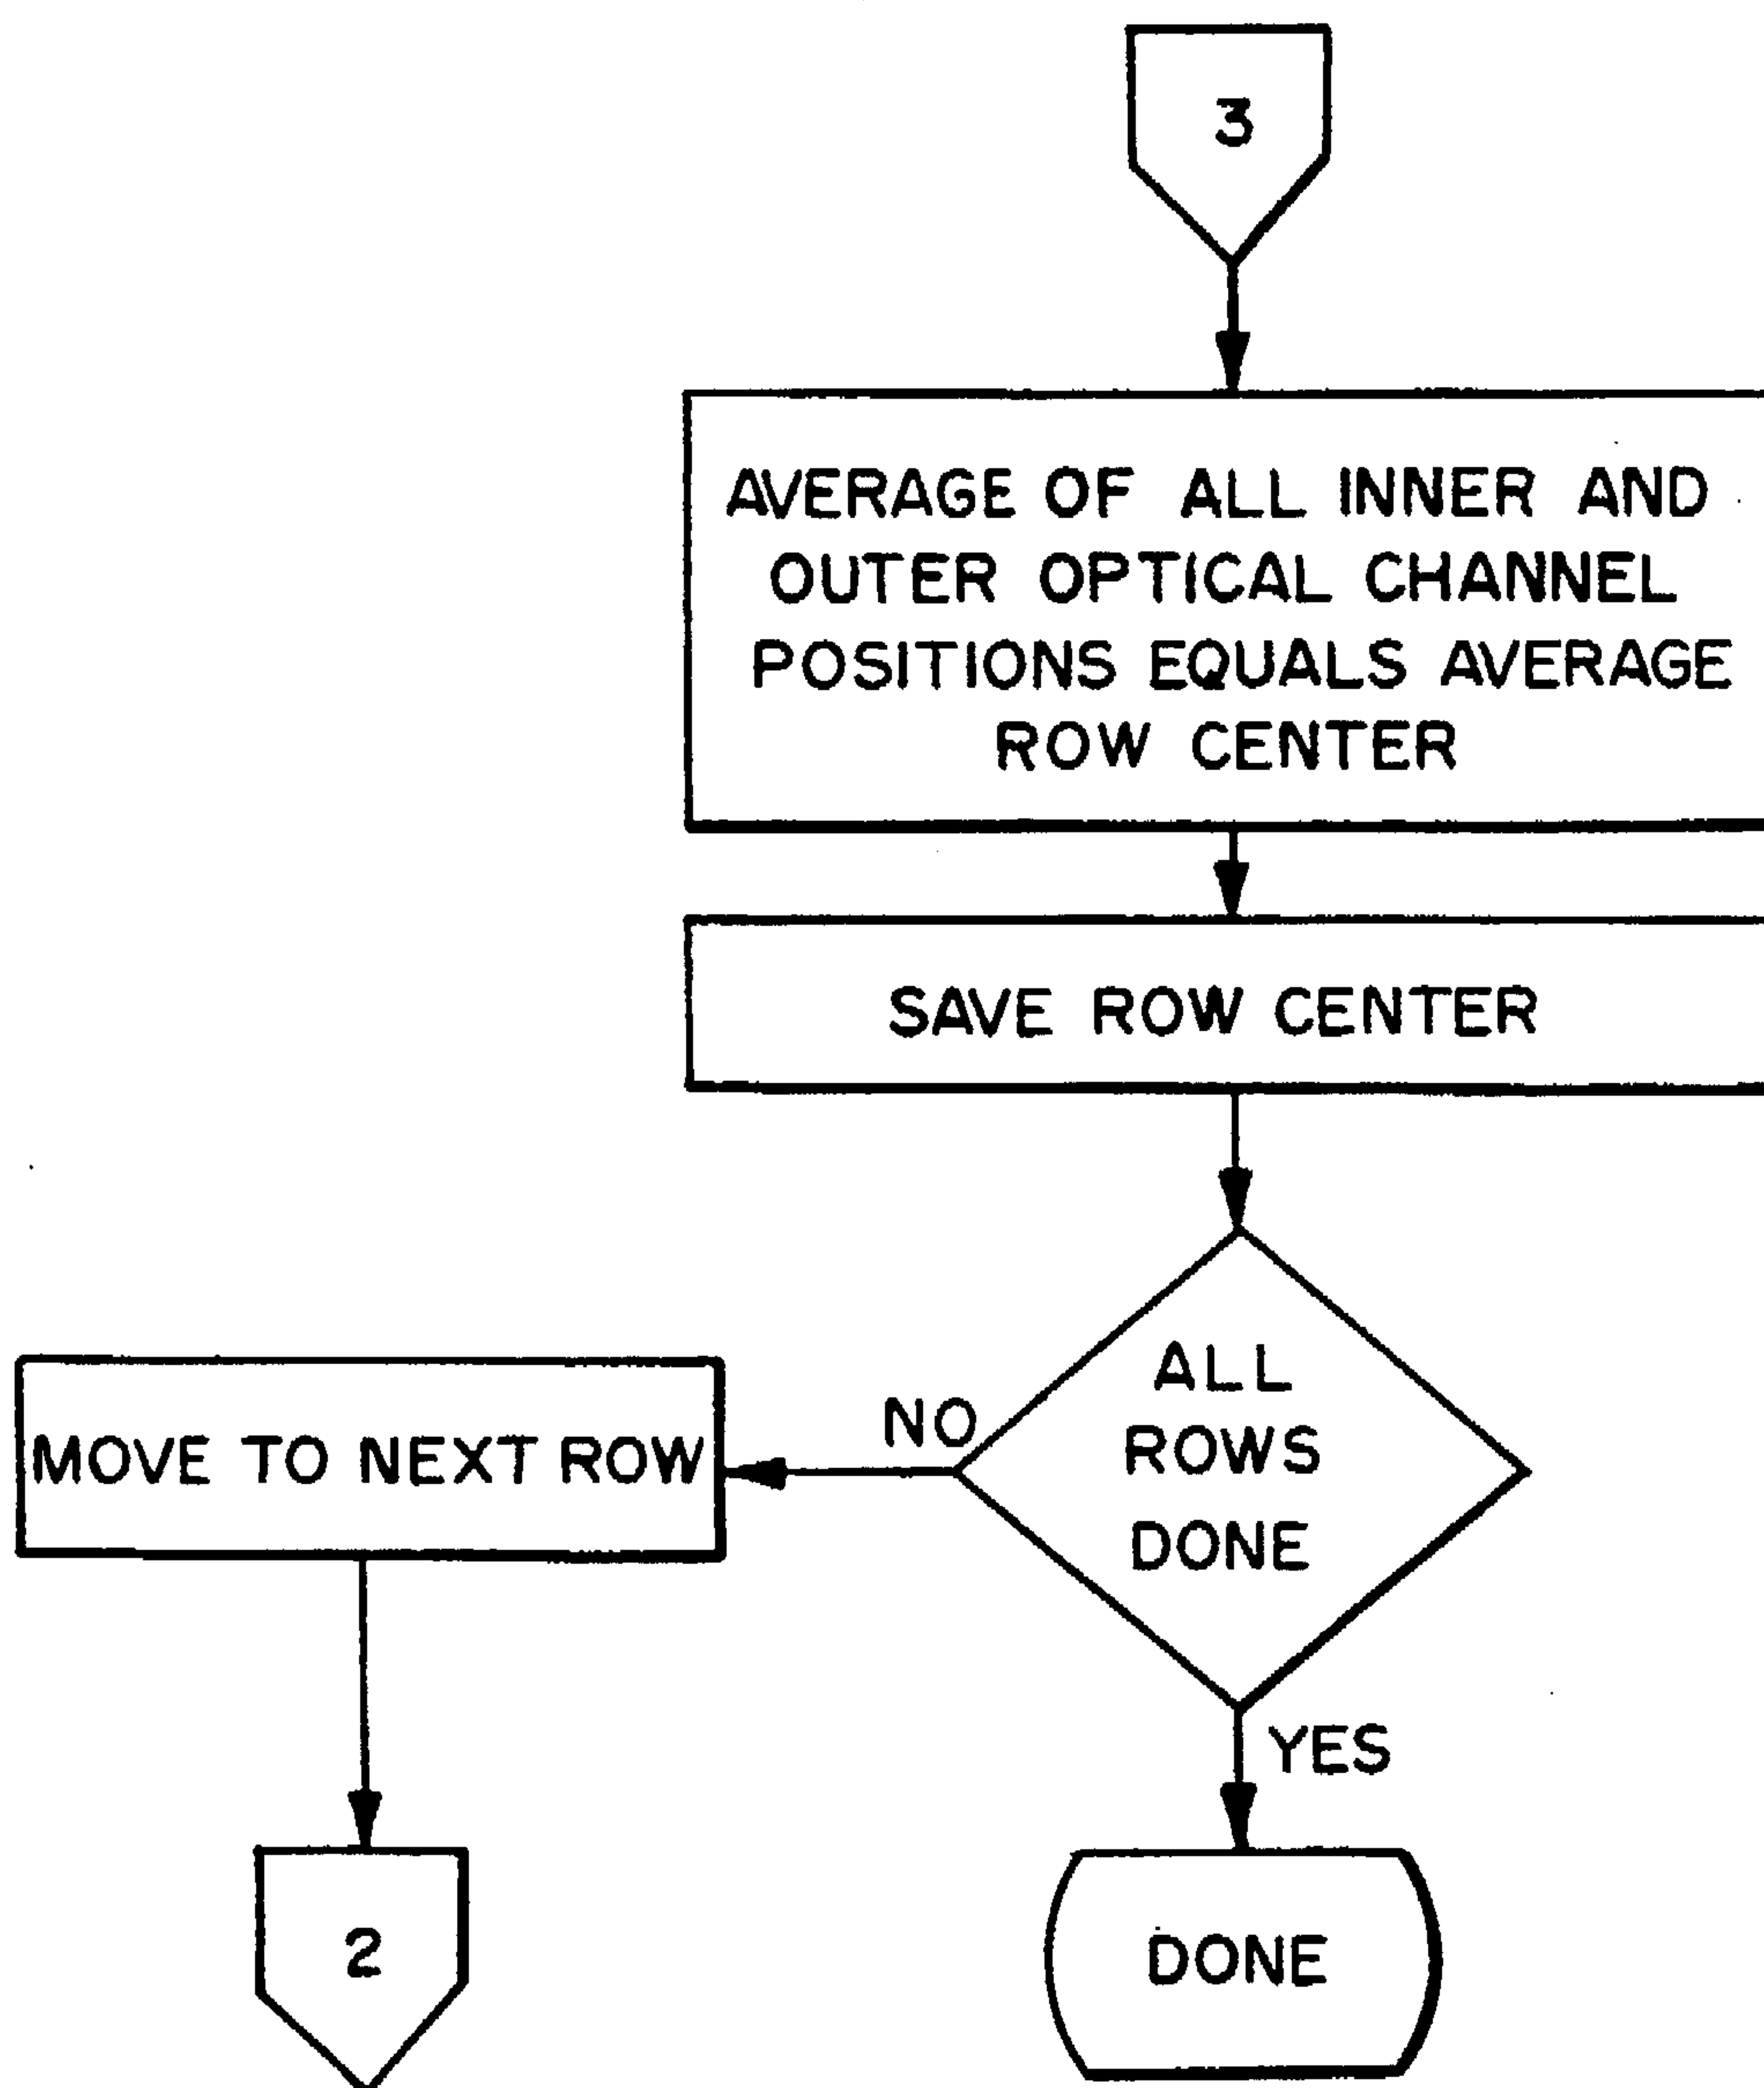 3
AVERAGE OF ALL INNER AND
OUTER OPTICAL CHANNEL
POSITIONS EQUALS AVERAGE
ROW CENTER
SAVE ROW CENTER
ALL
ROWS
DONE
NO
MOVE TO NEXT ROW
YES
2
DONE